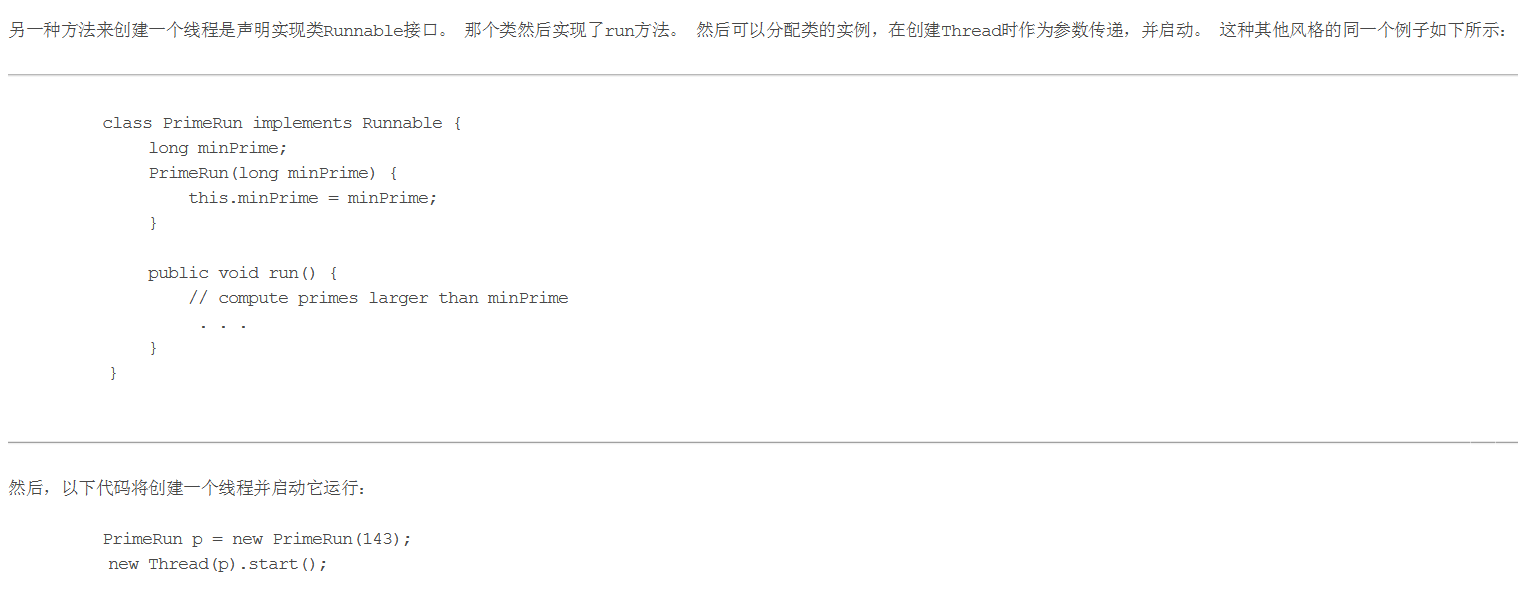 另一种方法来创建一个线程是声明实现类Runnable接口。 那个类然后实现了run方法。 然后可以分配类的实例，在创建Thread时作为参数传递，并启动。 这种其他风格的同一个例子如下所示：
class PrimeRun implements Runnable {
long minPrime;
PrimeRun(long minPrime) {
this.minPrime = minPrime;
}
public void run() {
// compute primes larger than minPrime
. . .
}
}
然后，以下代码将创建一个线程并启动它运行：
PrimeRun p = new PrimeRun(143);
new Thread(p).start();